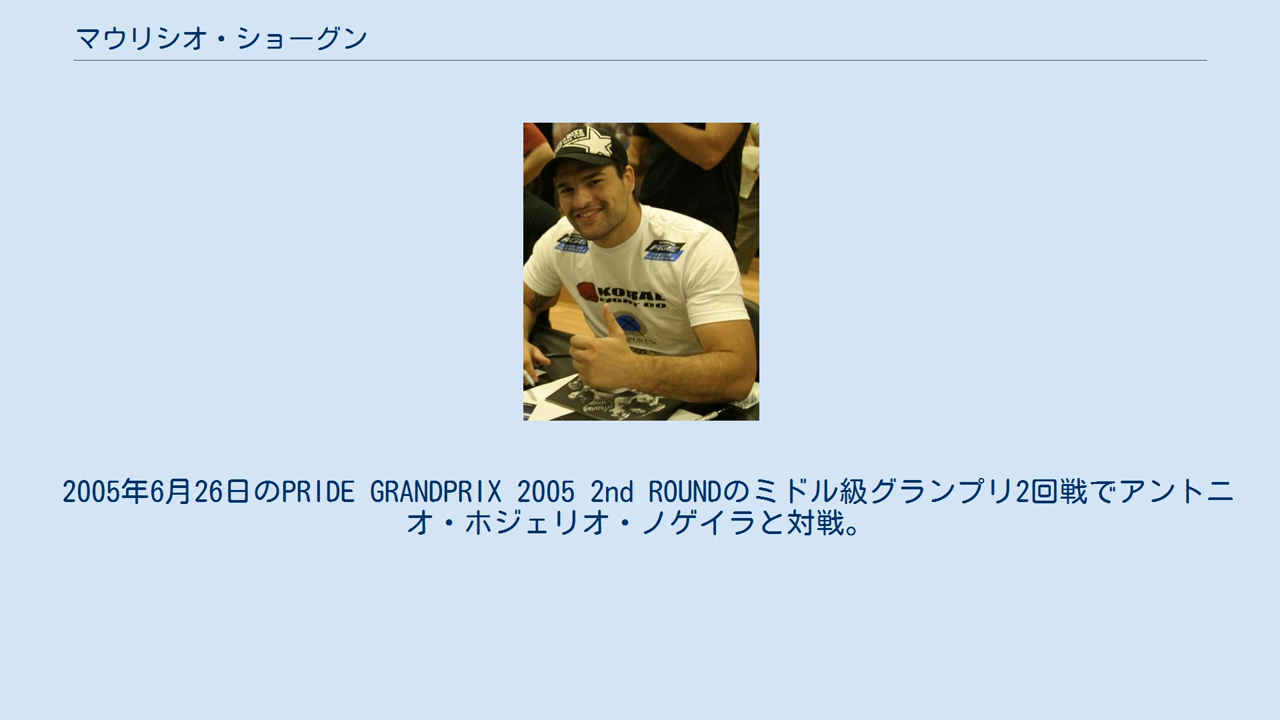 マウリシオ・ショーグン
KORAL
FIGHT CO
2005年6月26日のPRIDE GRANDPRIX 2005 2nd ROUNDのミドル級グランプリ2回戦でアントニ
オ・ホジェリオ・ノゲイラと対戦。